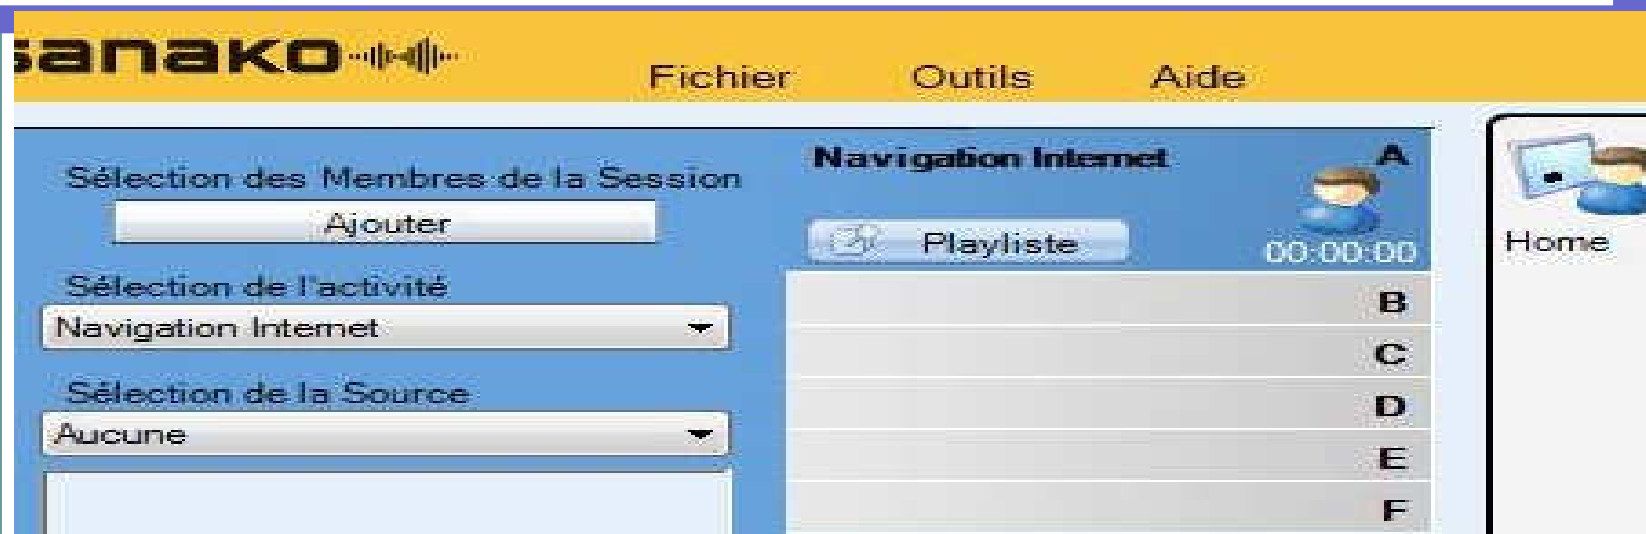 sanako
Fichier Outils Aide
Sélection des Membres de la Session
Ajouter
Sélection de l'activité
Navigation Internet
Sélection de la Source
Aucune
Navigation Internet A
Playliste
00:00:00
B
C
D
E
F
Home